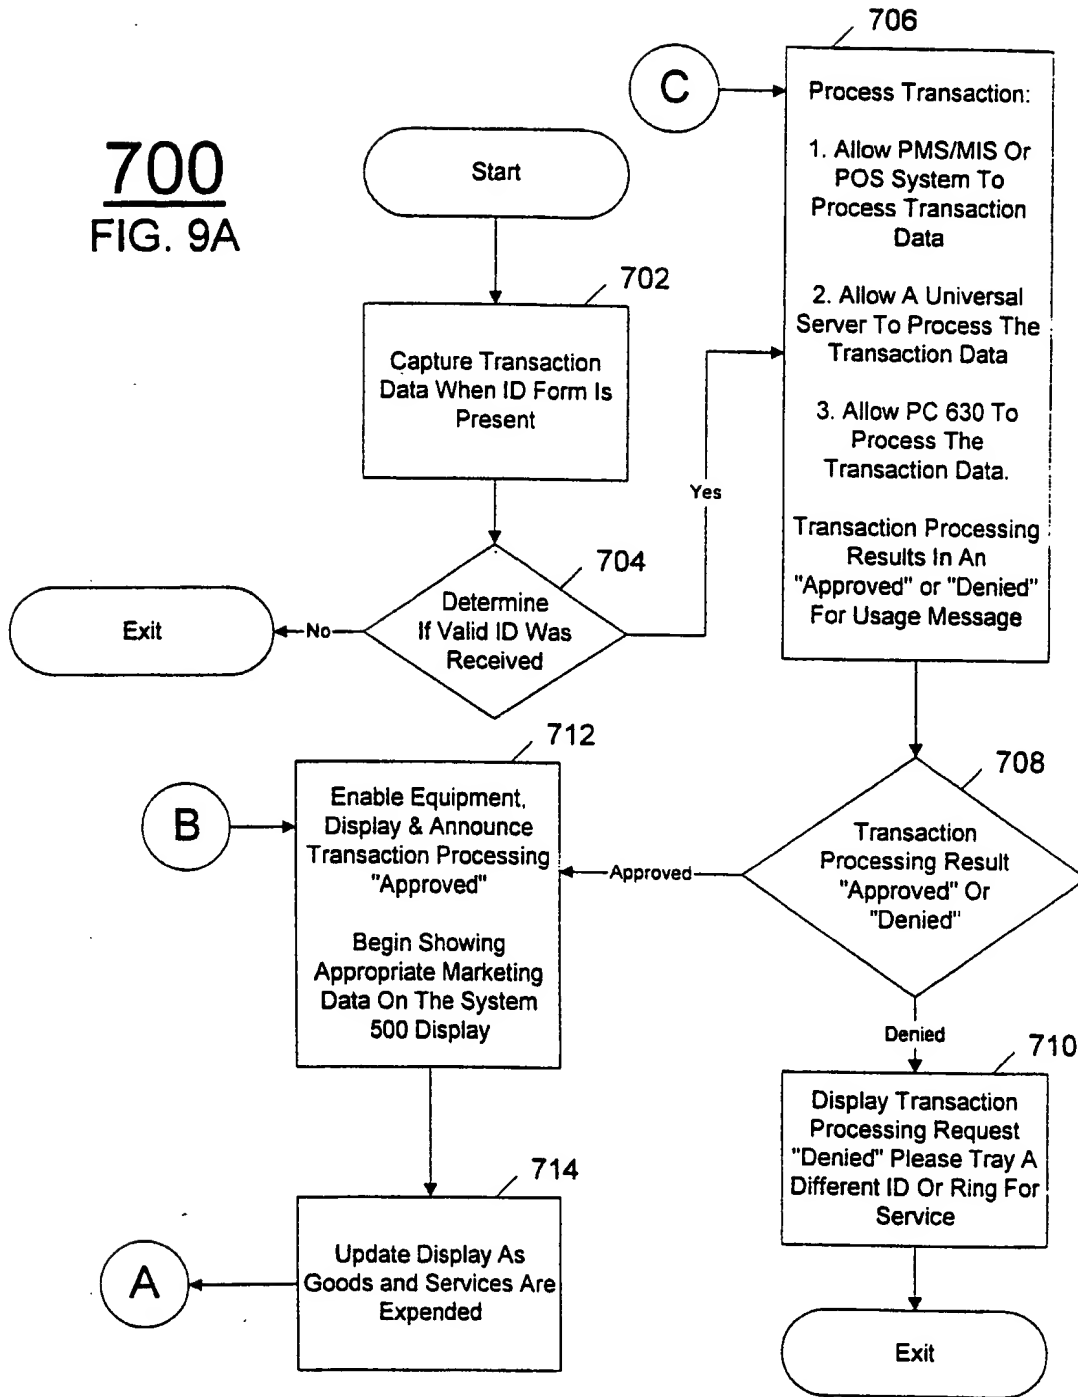 700
FIG. 9A
Start
702
Capture Transaction
Data When ID Form Is
Present
704
Determine
If Valid ID Was
Received
No
Exit
Yes
C
706
Process Transaction:
1. Allow PMS/MIS Or
POS System To
Process Transaction
Data
2. Allow A Universal
Server To Process The
Transaction Data
3. Allow PC 630 To
Process The
Transaction Data.
Transaction Processing
Results In An
"Approved" or "Denied"
For Usage Message
708
Transaction
Processing Result
"Approved" Or
"Denied"
Approved
Denied
710
Display Transaction
Processing Request
"Denied" Please Tray A
Different ID Or Ring For
Service
Exit
B
712
Enable Equipment,
Display & Announce
Transaction Processing
"Approved"
Begin Showing
Appropriate Marketing
Data On The System
500 Display
714
Update Display As
Goods and Services Are
Expended
A